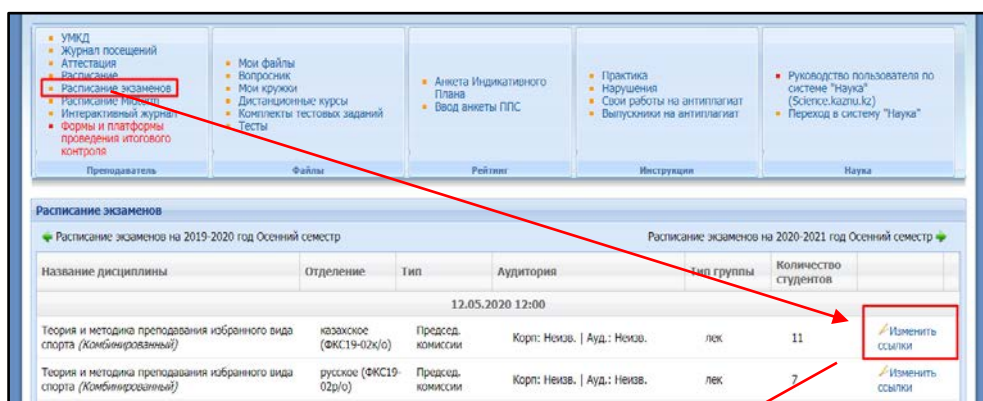 УМКД
Журнал посещений
Аттестация
Расписание
Расписание экзаменов
Расписание Midterm
Интерактивный журнал
Формы и платформы
проведения итогового
контроля
Преподаватель
Мои файлы
Вопросник
Мои кружки
Дистанционные курсы
Комплекты тестовых заданий
Тесты
Файлы
Анкета Индикативного
Плана
Ввод анкеты ППС
Рейтинг
Практика
Нарушения
Свои работы на антиплагиат
Выпускники на антиплагиат
Инструкции
Руководство пользователя по
системе "Наука"
(Science.kaznu.kz)
Переход в систему "Наука"
Наука
Расписание экзаменов
Расписание экзаменов на 2019-2020 год Осенний семестр
Расписание экзаменов на 2020-2021 год Осенний семестр
Название дисциплины Отделение Тип Аудитория Тип группы Количество
студентов
12.05.2020 12:00
Теория и методика преподавания избранного вида казахское Председ. Корп: Неизв. | Ауд.: Неизв. лек 11 Изменить
спорта (Комбинированный) (ФКС19-02к/о) комиссии ссылки
Теория и методика преподавания избранного вида русское (ФКС19- Председ. Корп: Неизв. | Ауд.: Неизв. лек 7 Изменить
спорта (Комбинированный) 02р/о) комиссии ссылки